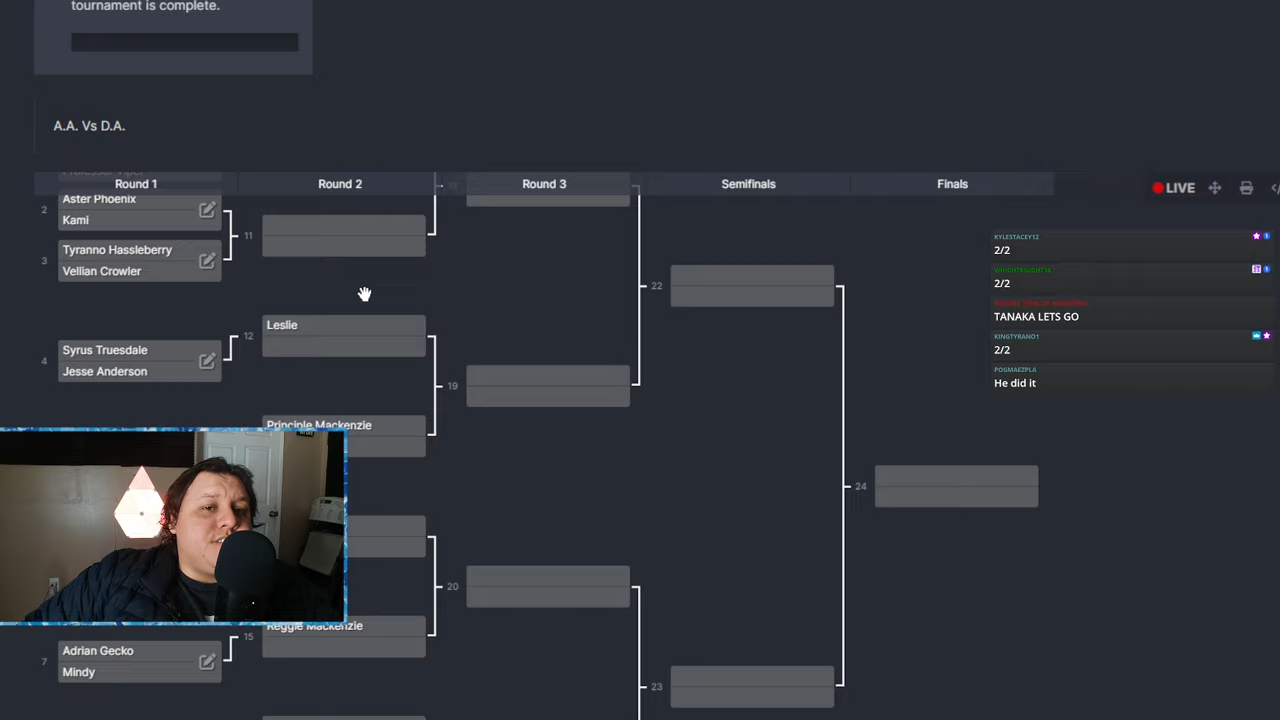 tournament is complete.
A.A. Vs D.A.
Round 1
Round 2
Round 3
Semifinals
Finals
LIVE
2
Aster Phoenix
Kami
3
Tyranno Hassleberry
Vellian Crowler
11
4
Syrus Truesdale
Jesse Anderson
12
Leslie
Principle Mackenzie
19
22
24
20
15
Reggie Mackenzie
7
Adrian Gecko
Mindy
23
KYLESTACEY12
2/2
2/2
TANAKA LETS GO
KINGTYRANO1
2/2
POGMAEZPLA
He did it